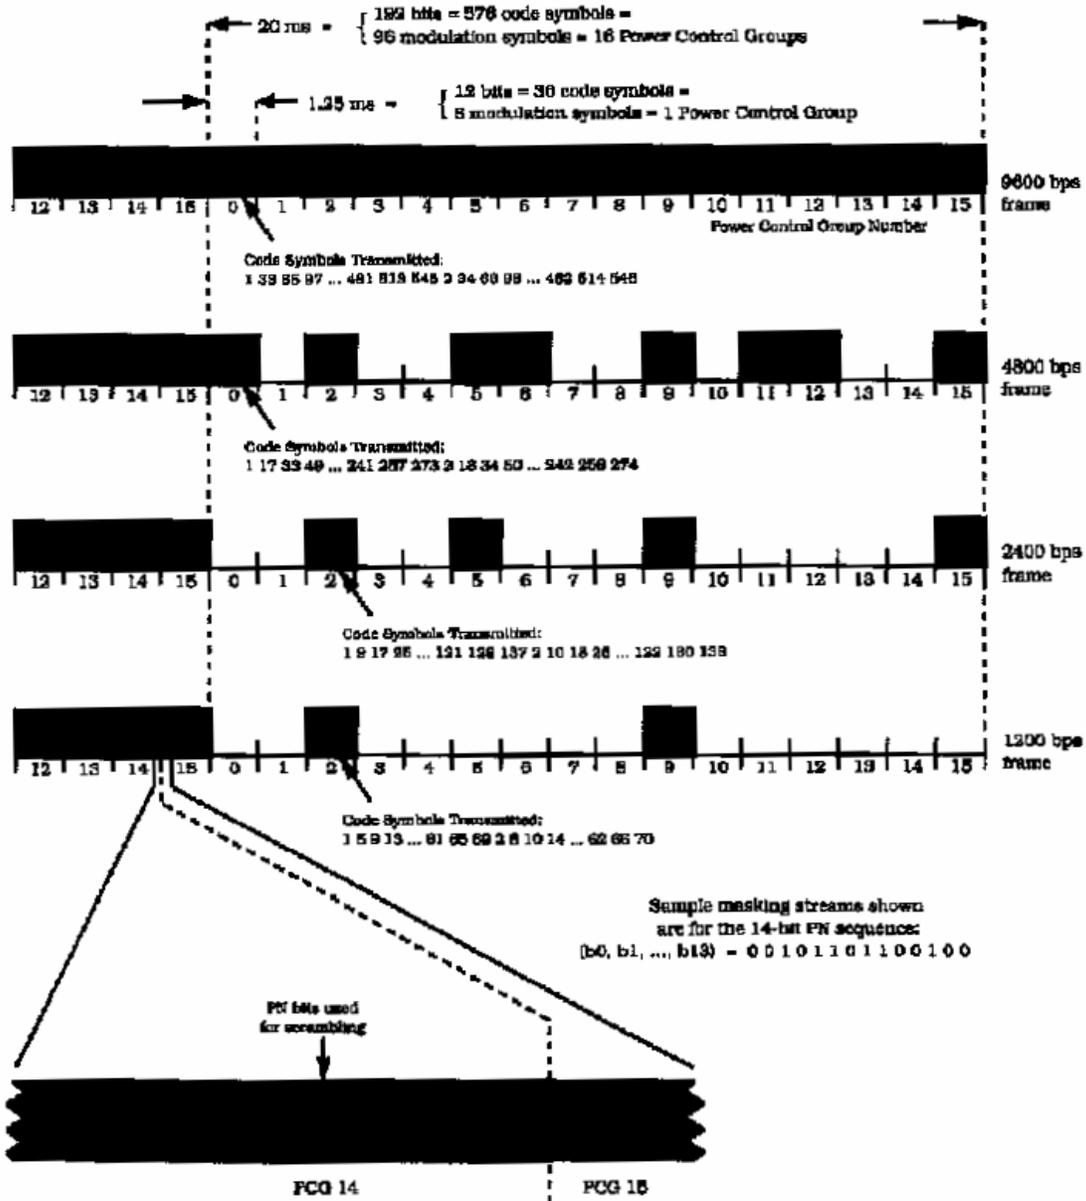 20 ms = { 192 bits = 576 code symbols =
96 modulation symbols = 16 Power Control Groups
1.25 ms = { 12 bits = 36 code symbols =
6 modulation symbols = 1 Power Control Group
9600 bps
frame
12 13 14 15 0 1 2 3 4 5 6 7 8 9 10 11 12 13 14 15
Power Control Group Number
Code Symbols Transmitted:
1 33 65 97 ... 481 513 545 2 34 66 98 ... 482 514 546
4800 bps
frame
12 13 14 15 0 1 2 3 4 5 6 7 8 9 10 11 12 13 14 15
Code Symbols Transmitted:
1 17 33 49 ... 241 257 273 2 18 34 50 ... 242 258 274
2400 bps
frame
12 13 14 15 0 1 2 3 4 5 6 7 8 9 10 11 12 13 14 15
Code Symbols Transmitted:
1 9 17 25 ... 121 129 137 2 10 18 26 ... 122 130 138
1200 bps
frame
12 13 14 15 0 1 2 3 4 5 6 7 8 9 10 11 12 13 14 15
Code Symbols Transmitted:
1 5 9 13 ... 61 65 69 2 6 10 14 ... 62 66 70
Sample masking streams shown
are for the 14-bit PN sequence:
(b0, b1, ..., b13) = 0 0 1 0 1 1 0 1 1 0 0 1 0 0
PN bits used
for scrambling
PCG 14
PCG 15